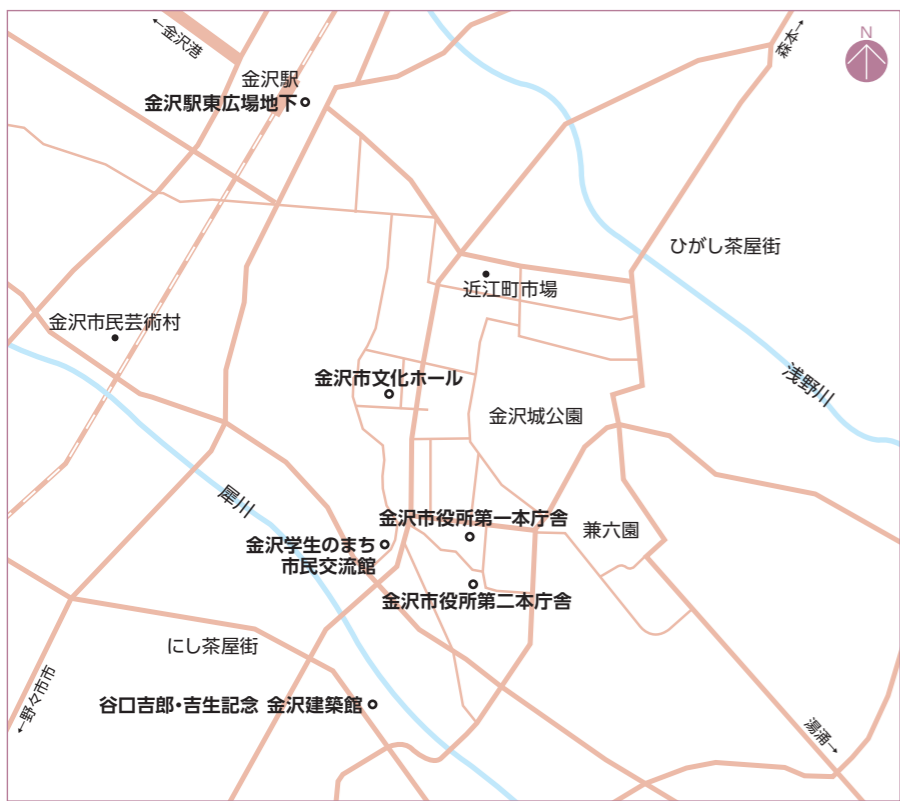 ←金沢港
金沢駅
金沢駅東広場地下
森本→
N
ひがし茶屋街
近江町市場
金沢市民芸術村
金沢市文化ホール
浅野川
金沢城公園
犀川
金沢市役所第一本庁舎
兼六園
金沢学生のまち
市民交流館
金沢市役所第二本庁舎
にし茶屋街
←野々市市
谷口吉郎・吉生記念 金沢建築館
湯涌→